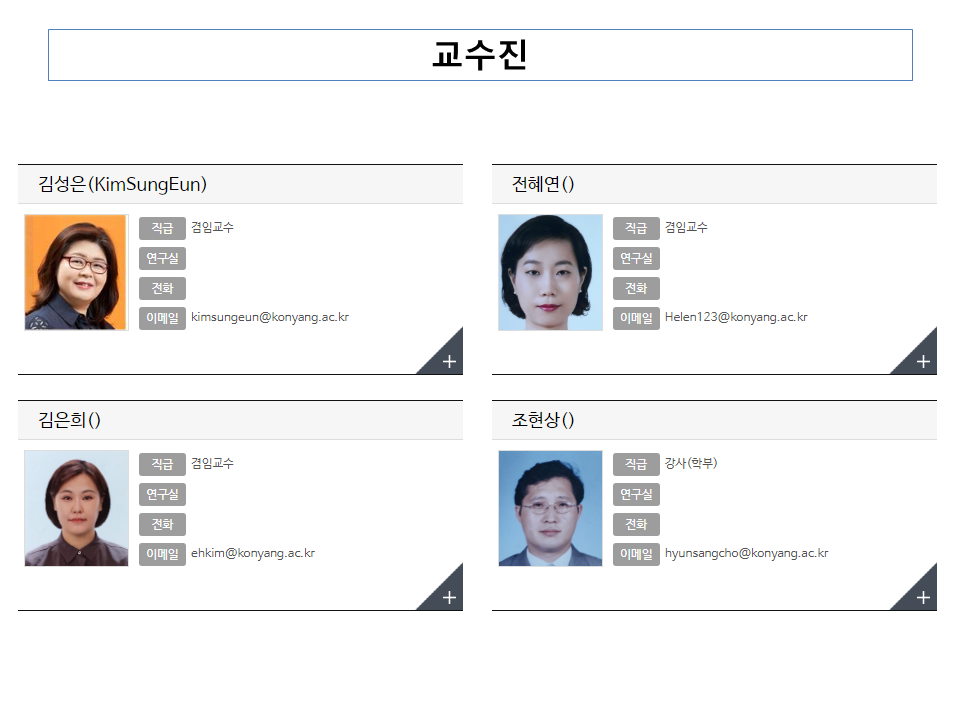 교수진
김성은(KimSungEun)
직급 겸임교수
연구실
전화
이메일 kimsungeun@konyang.ac.kr
전혜연()
직급 겸임교수
연구실
전화
이메일 Helen123@konyang.ac.kr
김은희()
직급 겸임교수
연구실
전화
이메일 ehkim@konyang.ac.kr
조현상()
직급 강사(학부)
연구실
전화
이메일 hyunsangcho@konyang.ac.kr